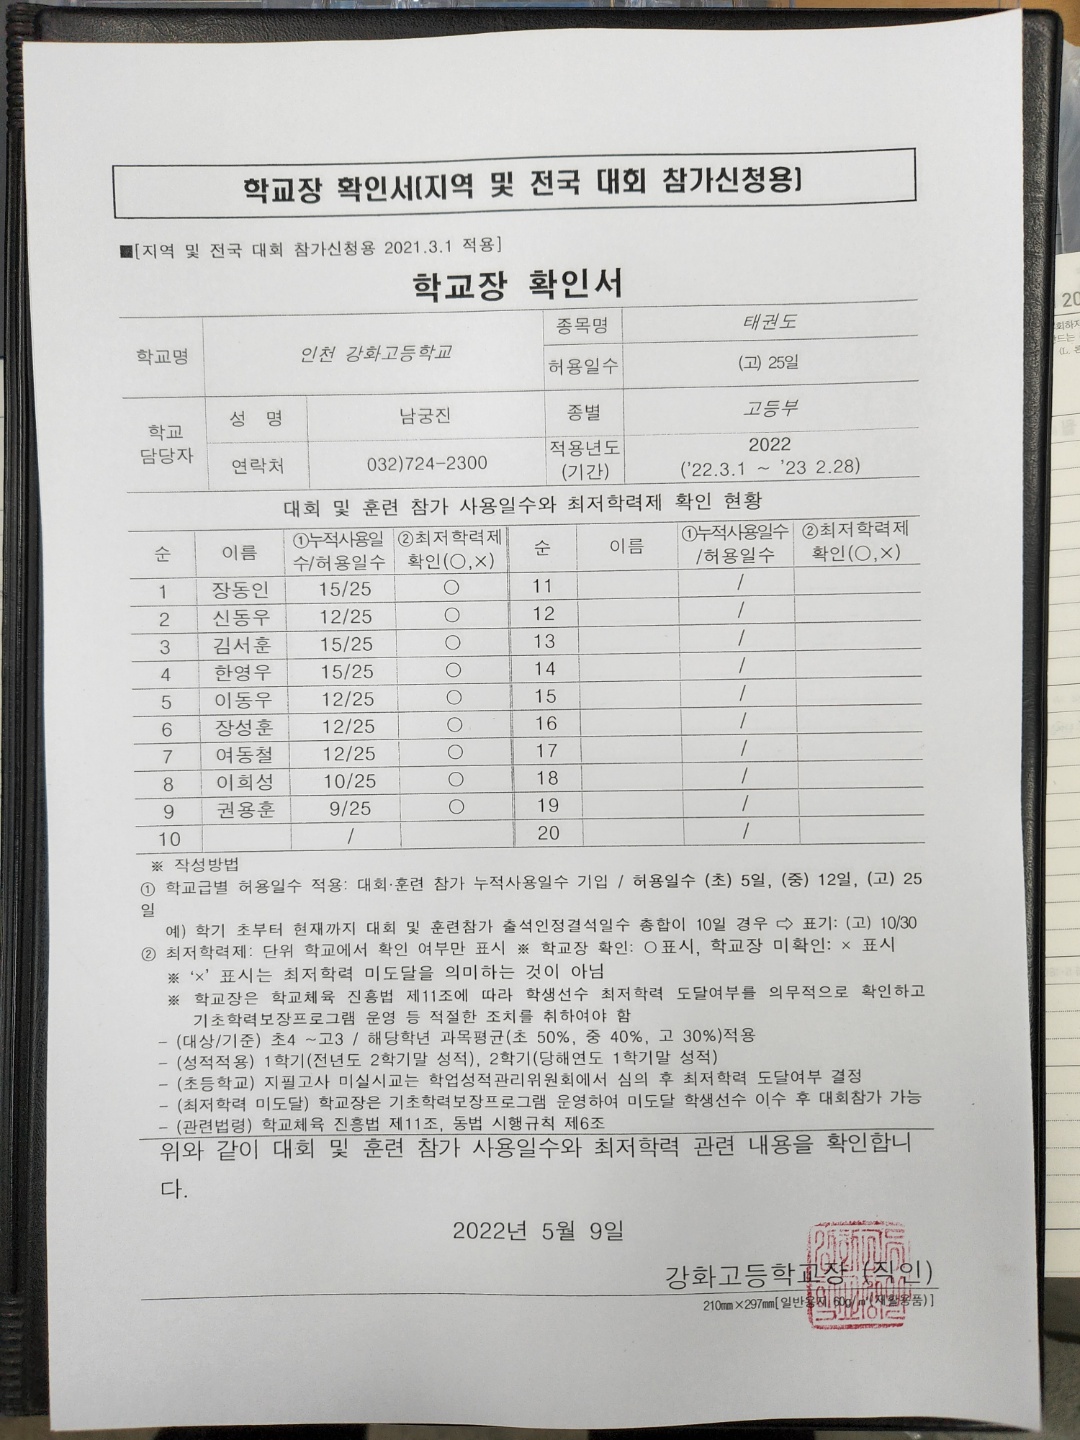 학교장 확인서(지역 및 전국 대회 참가신청용)
■[지역 및 전국 대회 참가신청용 2021.3.1 적용]
학교장 확인서
학교명 인천 강화고등학교 종목명 태권도
허용일수 (고) 25일
학교 담당자 성 명 남궁진 종별 고등부
연락처 032)724-2300 적용년도 (기간) 2022 ('22.3.1 ~ '23 2.28)
대회 및 훈련 참가 사용일수와 최저학력제 확인 현황
순 이름 ①누적사용일수/허용일수 ②최저학력제 확인(○,×) 순 이름 ①누적사용일수/허용일수 ②최저학력제 확인(○,×)
1 장동인 15/25 ○ 11 /
2 신동우 12/25 ○ 12 /
3 김서훈 15/25 ○ 13 /
4 한영우 15/25 ○ 14 /
5 이동우 12/25 ○ 15 /
6 장성훈 12/25 ○ 16 /
7 여동철 12/25 ○ 17 /
8 이희성 10/25 ○ 18 /
9 권용훈 9/25 ○ 19 /
10 / 20 /
※ 작성방법
① 학교급별 허용일수 적용: 대회·훈련 참가 누적사용일수 기입 / 허용일수 (초) 5일, (중) 12일, (고) 25
일
예) 학기 초부터 현재까지 대회 및 훈련참가 출석인정결석일수 총합이 10일 경우 ⇨ 표기: (고) 10/30
② 최저학력제: 단위 학교에서 확인 여부만 표시 ※ 학교장 확인: ○표시, 학교장 미확인: × 표시
※ '×' 표시는 최저학력 미도달을 의미하는 것이 아님
※ 학교장은 학교체육 진흥법 제11조에 따라 학생선수 최저학력 도달여부를 의무적으로 확인하고
기초학력보장프로그램 운영 등 적절한 조치를 취하여야 함
- (대상/기준) 초4 ~고3 / 해당학년 과목평균(초 50%, 중 40%, 고 30%)적용
- (성적적용) 1학기(전년도 2학기말 성적), 2학기(당해연도 1학기말 성적)
- (초등학교) 지필고사 미실시교는 학업성적관리위원회에서 심의 후 최저학력 도달여부 결정
- (최저학력 미도달) 학교장은 기초학력보장프로그램 운영하여 미도달 학생선수 이수 후 대회참가 가능
- (관련법령) 학교체육 진흥법 제11조, 동법 시행규칙 제6조
위와 같이 대회 및 훈련 참가 사용일수와 최저학력 관련 내용을 확인합니
다.
2022년 5월 9일
강화고등학교장 (직인)
210㎜×297㎜[일반용지 60g/㎡(재활용품)]